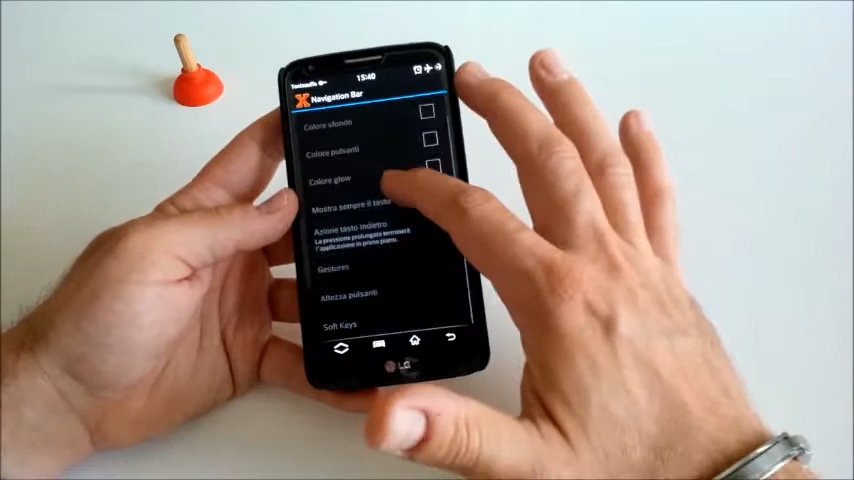 15:40
Navigation Bar
Colore sfondo
Colore pulsanti
Colore glow
Mostra sempre il tasto
Azione tasto indietro
La pressione prolungata terminerà
l'applicazione in primo piano.
Gestures
Altezza pulsanti
Soft Keys
LG